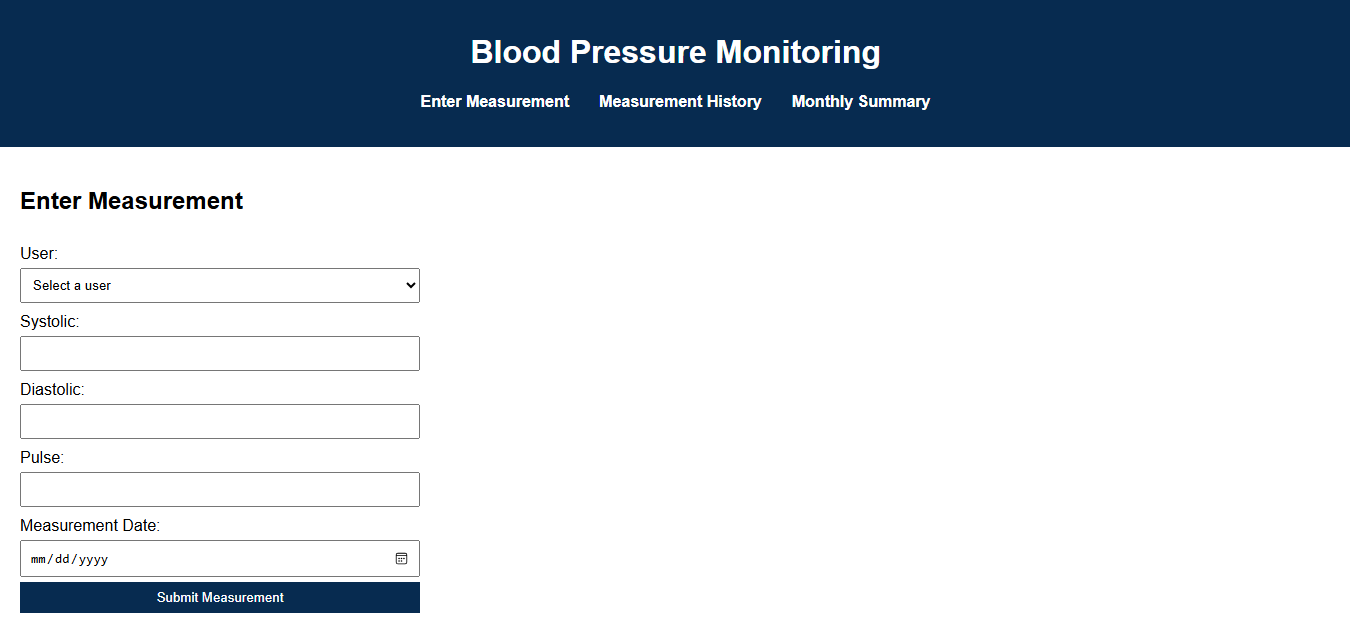 Blood Pressure Monitoring
Enter Measurement Measurement History Monthly Summary
Enter Measurement
User:
Select a user
Systolic:
Diastolic:
Pulse:
Measurement Date:
mm/dd/yyyy
Submit Measurement